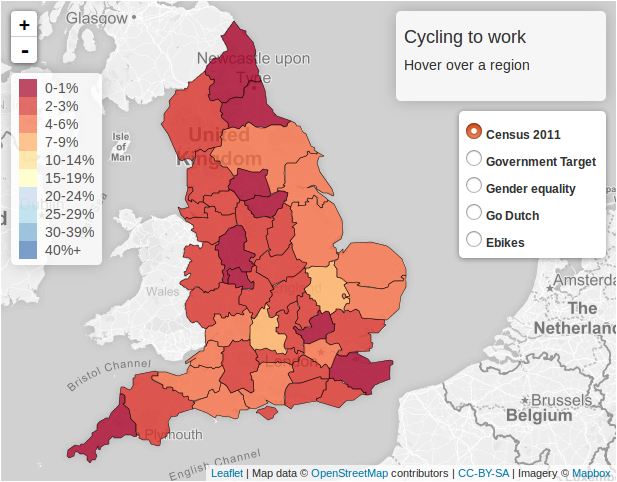 Glasgow
+
-
Newcastle upon
Type
Cycling to work
Hover over a region
0-1%
2-3%
4-6%
7-9%
10-14%
15-19%
20-24%
25-29%
30-39%
40%+
Census 2011
Government Target
Gender equality
Go Dutch
Ebikes
Isle
of
Man
United
Kingdom
Wales
Amsterda
The
Netherland
London
Bristol Channel
Brussels
Belgium
Plymouth
English Channel
Leaflet | Map data © OpenStreetMap contributors | CC-BY-SA | Imagery © Mapbox